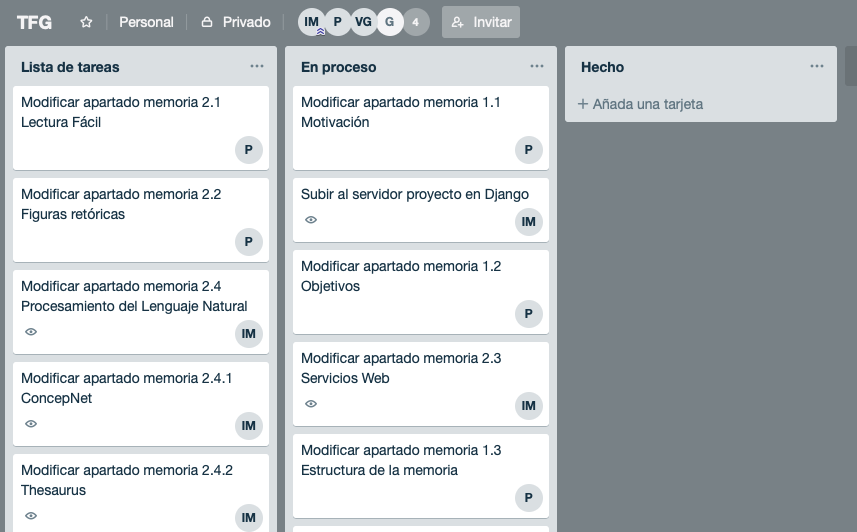 TFG
Personal
Privado
IM
P
VG
G
4
Invitar
Lista de tareas
Modificar apartado memoria 2.1
Lectura Fácil
P
Modificar apartado memoria 2.2
Figuras retóricas
P
Modificar apartado memoria 2.4
Procesamiento del Lenguaje Natural
IM
Modificar apartado memoria 2.4.1
ConcepNet
IM
Modificar apartado memoria 2.4.2
Thesaurus
IM
En proceso
Modificar apartado memoria 1.1
Motivación
P
Subir al servidor proyecto en Django
IM
Modificar apartado memoria 1.2
Objetivos
P
Modificar apartado memoria 2.3
Servicios Web
IM
Modificar apartado memoria 1.3
Estructura de la memoria
P
Hecho
+ Añada una tarjeta